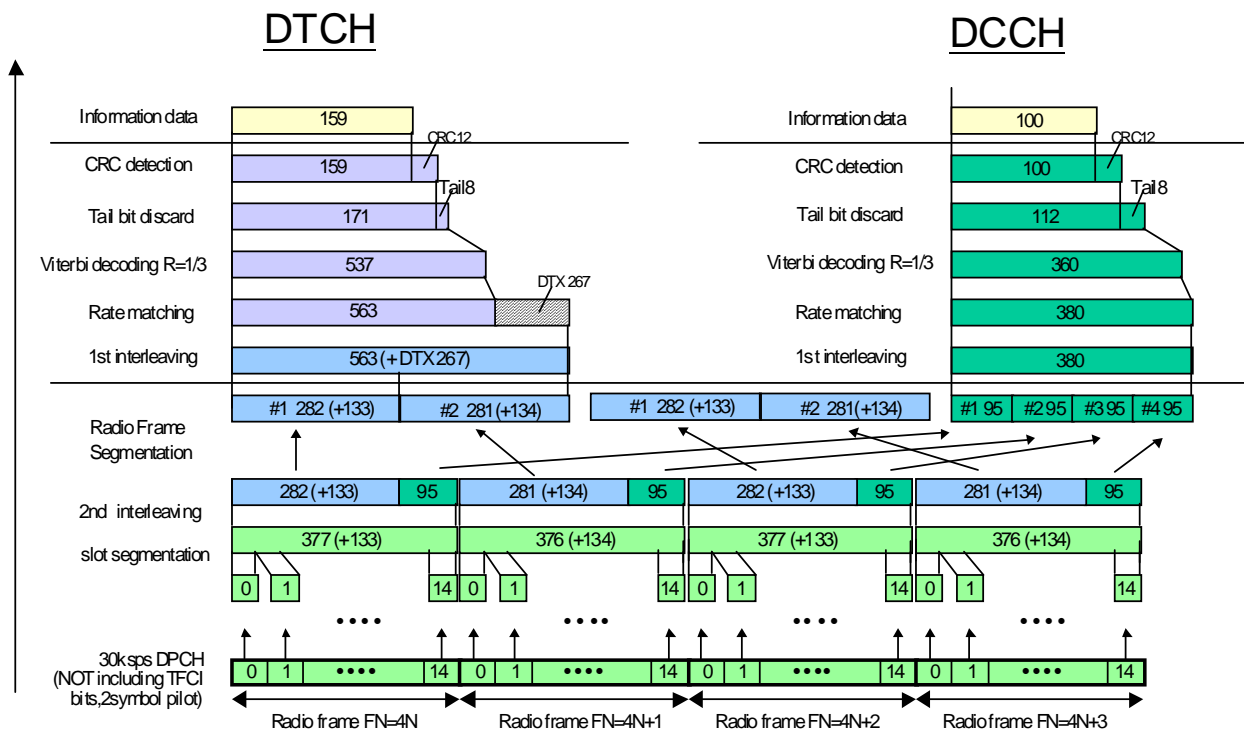 DTCH
DCCH
Information data
159
Information data
100
CRC12
CRC12
CRC detection
159
CRC detection
100
Tail8
Tail8
Tail bit discard
171
Tail bit discard
112
Viterbi decoding R=1/3
537
Viterbi decoding R=1/3
360
DTX 267
Rate matching
563
Rate matching
380
1st interleaving
563 (+ DTX 267)
1st interleaving
380
#1 282 (+133)
#2 281 (+134)
#1 282 (+133)
#2 281(+134)
#1 95
#2 95
#3 95
#4 95
Radio Frame
Segmentation
282 (+133)
95
281 (+134)
95
282 (+133)
95
281 (+134)
95
2nd interleaving
377 (+133)
376 (+134)
377 (+133)
376 (+134)
slot segmentation
0 1 14 0 1 14 0 1 14 0 1 14
•••• •••• •••• ••••
30ksps DPCH
(NOT including TFCI
bits,2symbol pilot)
0 1 •••• 14 0 1 •••• 14 0 1 •••• 14 0 1 •••• 14
Radio frame FN=4N
Radio frame FN=4N+1
Radio frame FN=4N+2
Radio frame FN=4N+3